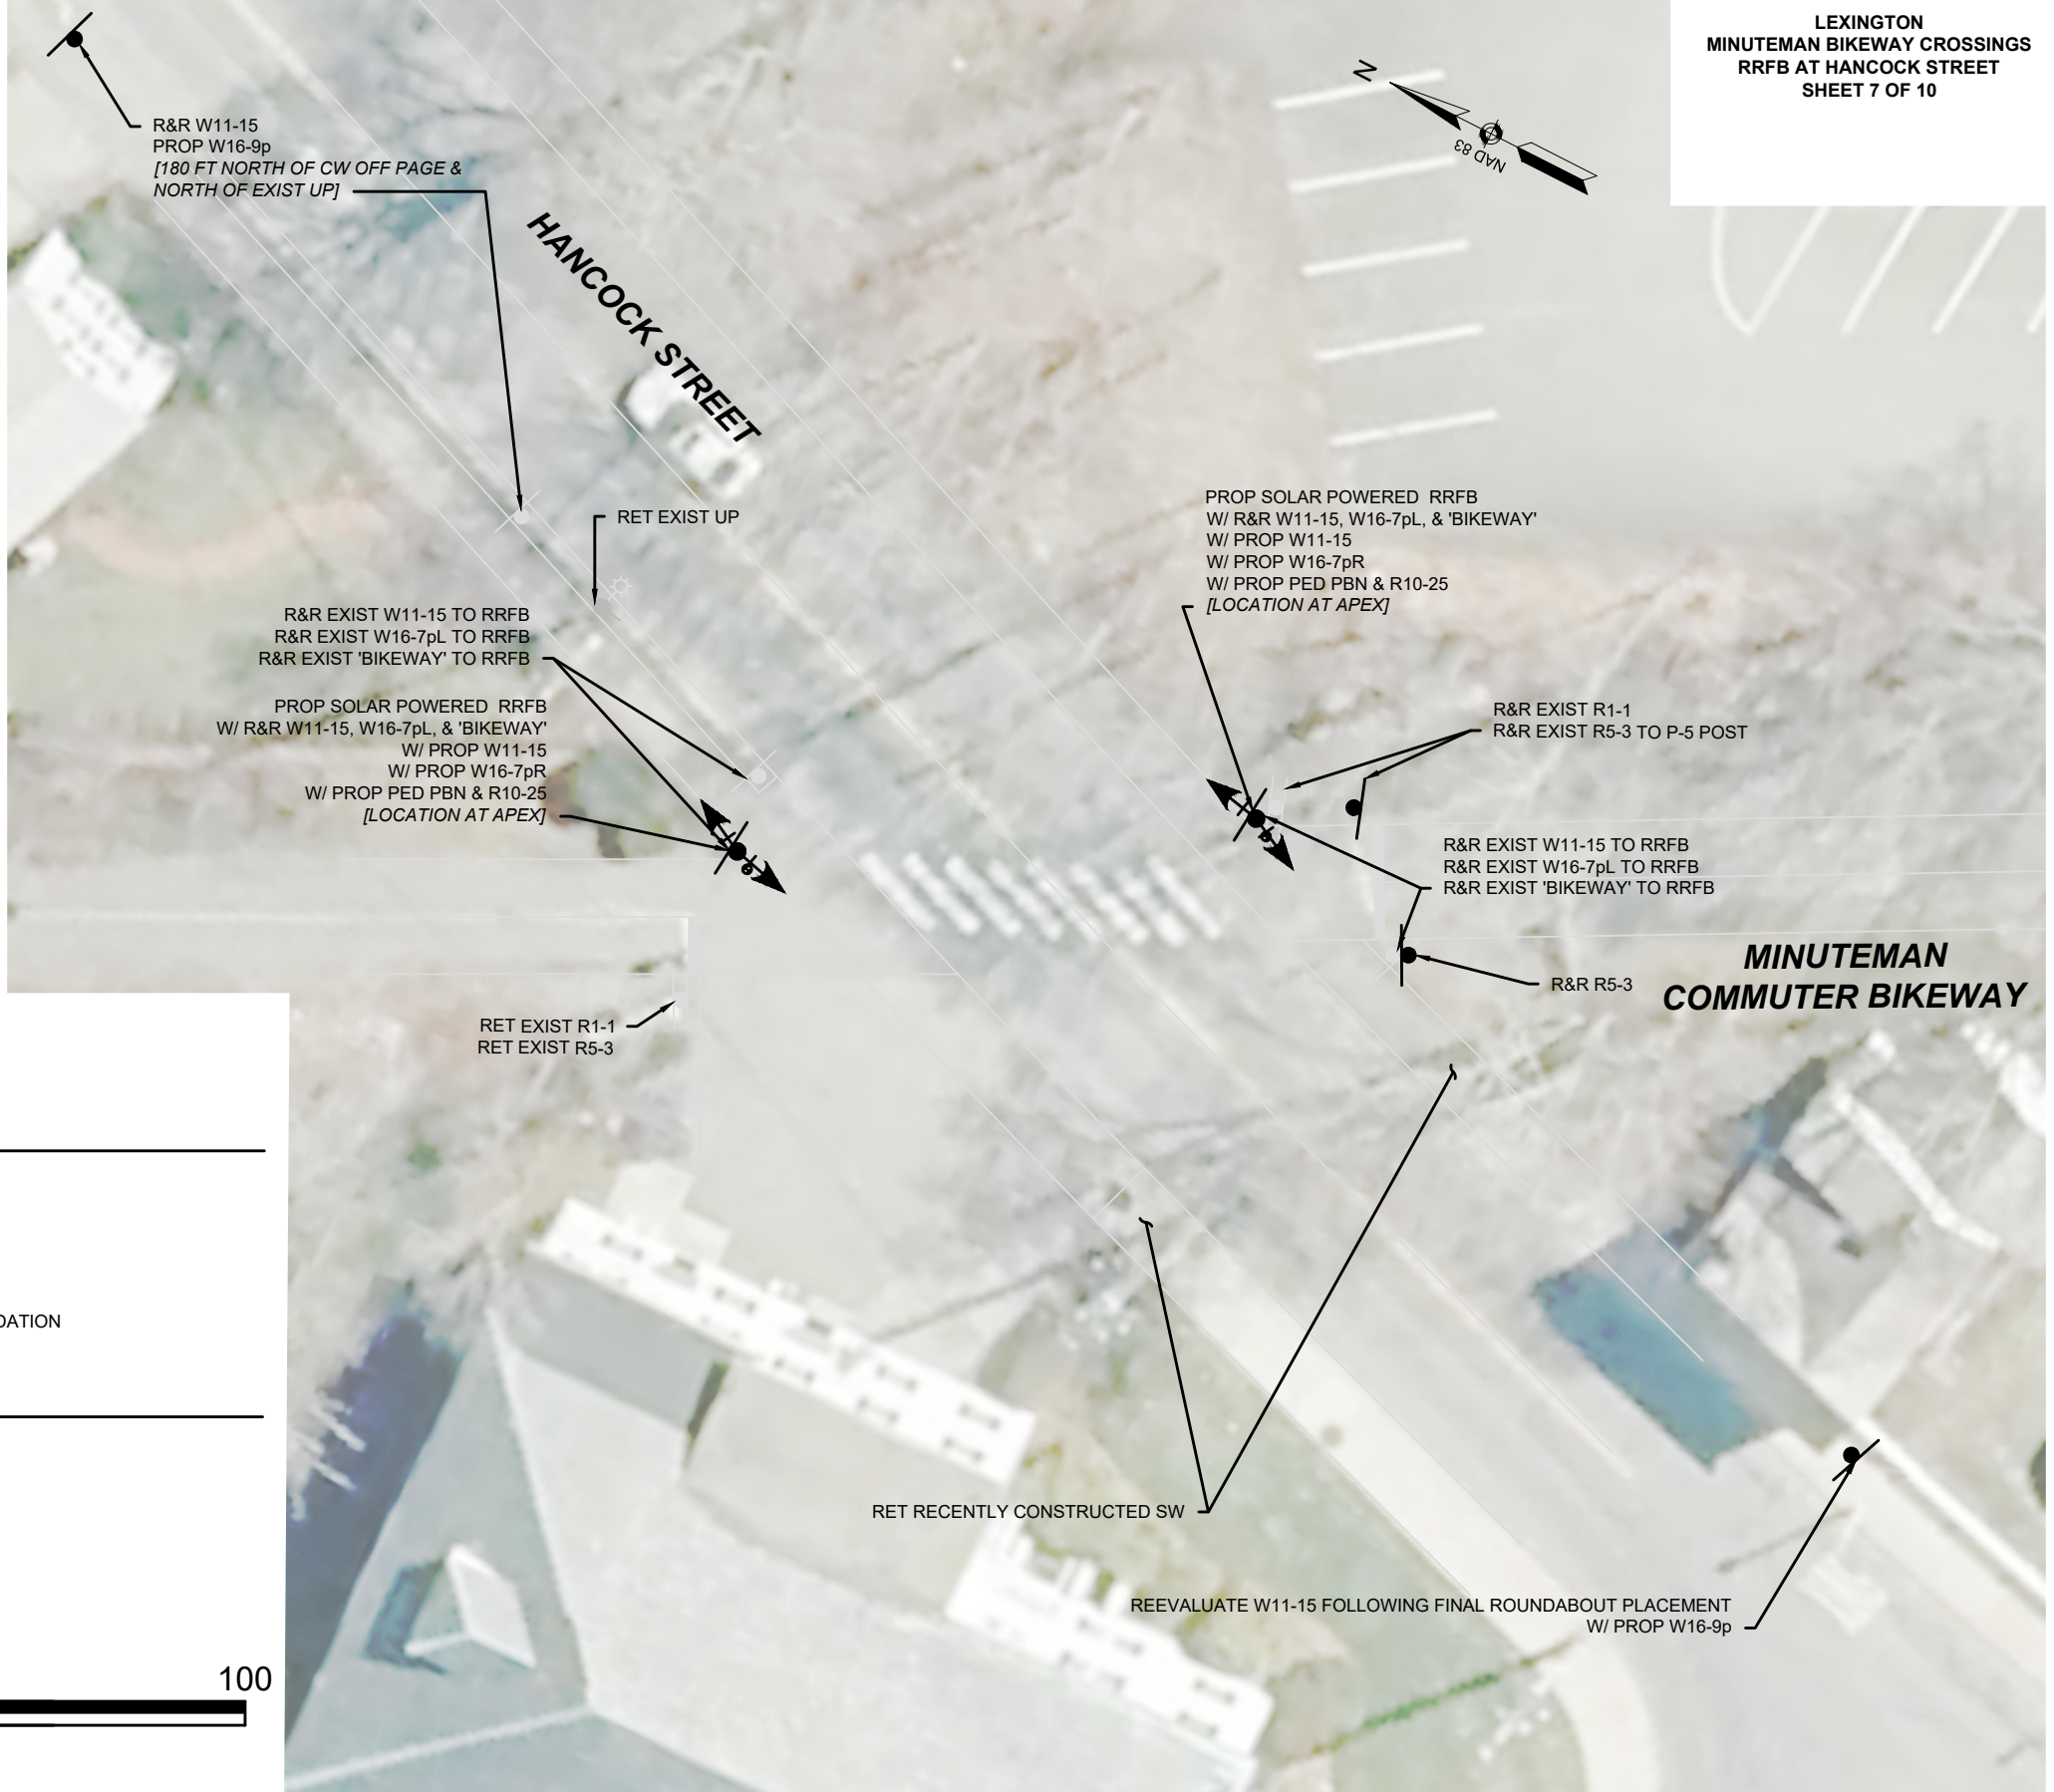 LEXINGTON
MINUTEMAN BIKEWAY CROSSINGS
RRFB AT HANCOCK STREET
SHEET 7 OF 10
N
NAD 83
R&R W11-15
PROP W16-9p
[180 FT NORTH OF CW OFF PAGE &
NORTH OF EXIST UP]
HANCOCK STREET
RET EXIST UP
PROP SOLAR POWERED RRFB
W/ R&R W11-15, W16-7pL, & 'BIKEWAY'
W/ PROP W11-15
W/ PROP W16-7pR
W/ PROP PED PBN & R10-25
[LOCATION AT APEX]
R&R EXIST W11-15 TO RRFB
R&R EXIST W16-7pL TO RRFB
R&R EXIST 'BIKEWAY' TO RRFB
PROP SOLAR POWERED RRFB
W/ R&R W11-15, W16-7pL, & 'BIKEWAY'
W/ PROP W11-15
W/ PROP W16-7pR
W/ PROP PED PBN & R10-25
[LOCATION AT APEX]
R&R EXIST R1-1
R&R EXIST R5-3 TO P-5 POST
R&R EXIST W11-15 TO RRFB
R&R EXIST W16-7pL TO RRFB
R&R EXIST 'BIKEWAY' TO RRFB
R&R R5-3
MINUTEMAN
COMMUTER BIKEWAY
RET EXIST R1-1
RET EXIST R5-3
DATION
RET RECENTLY CONSTRUCTED SW
REEVALUATE W11-15 FOLLOWING FINAL ROUNDABOUT PLACEMENT
W/ PROP W16-9p
100